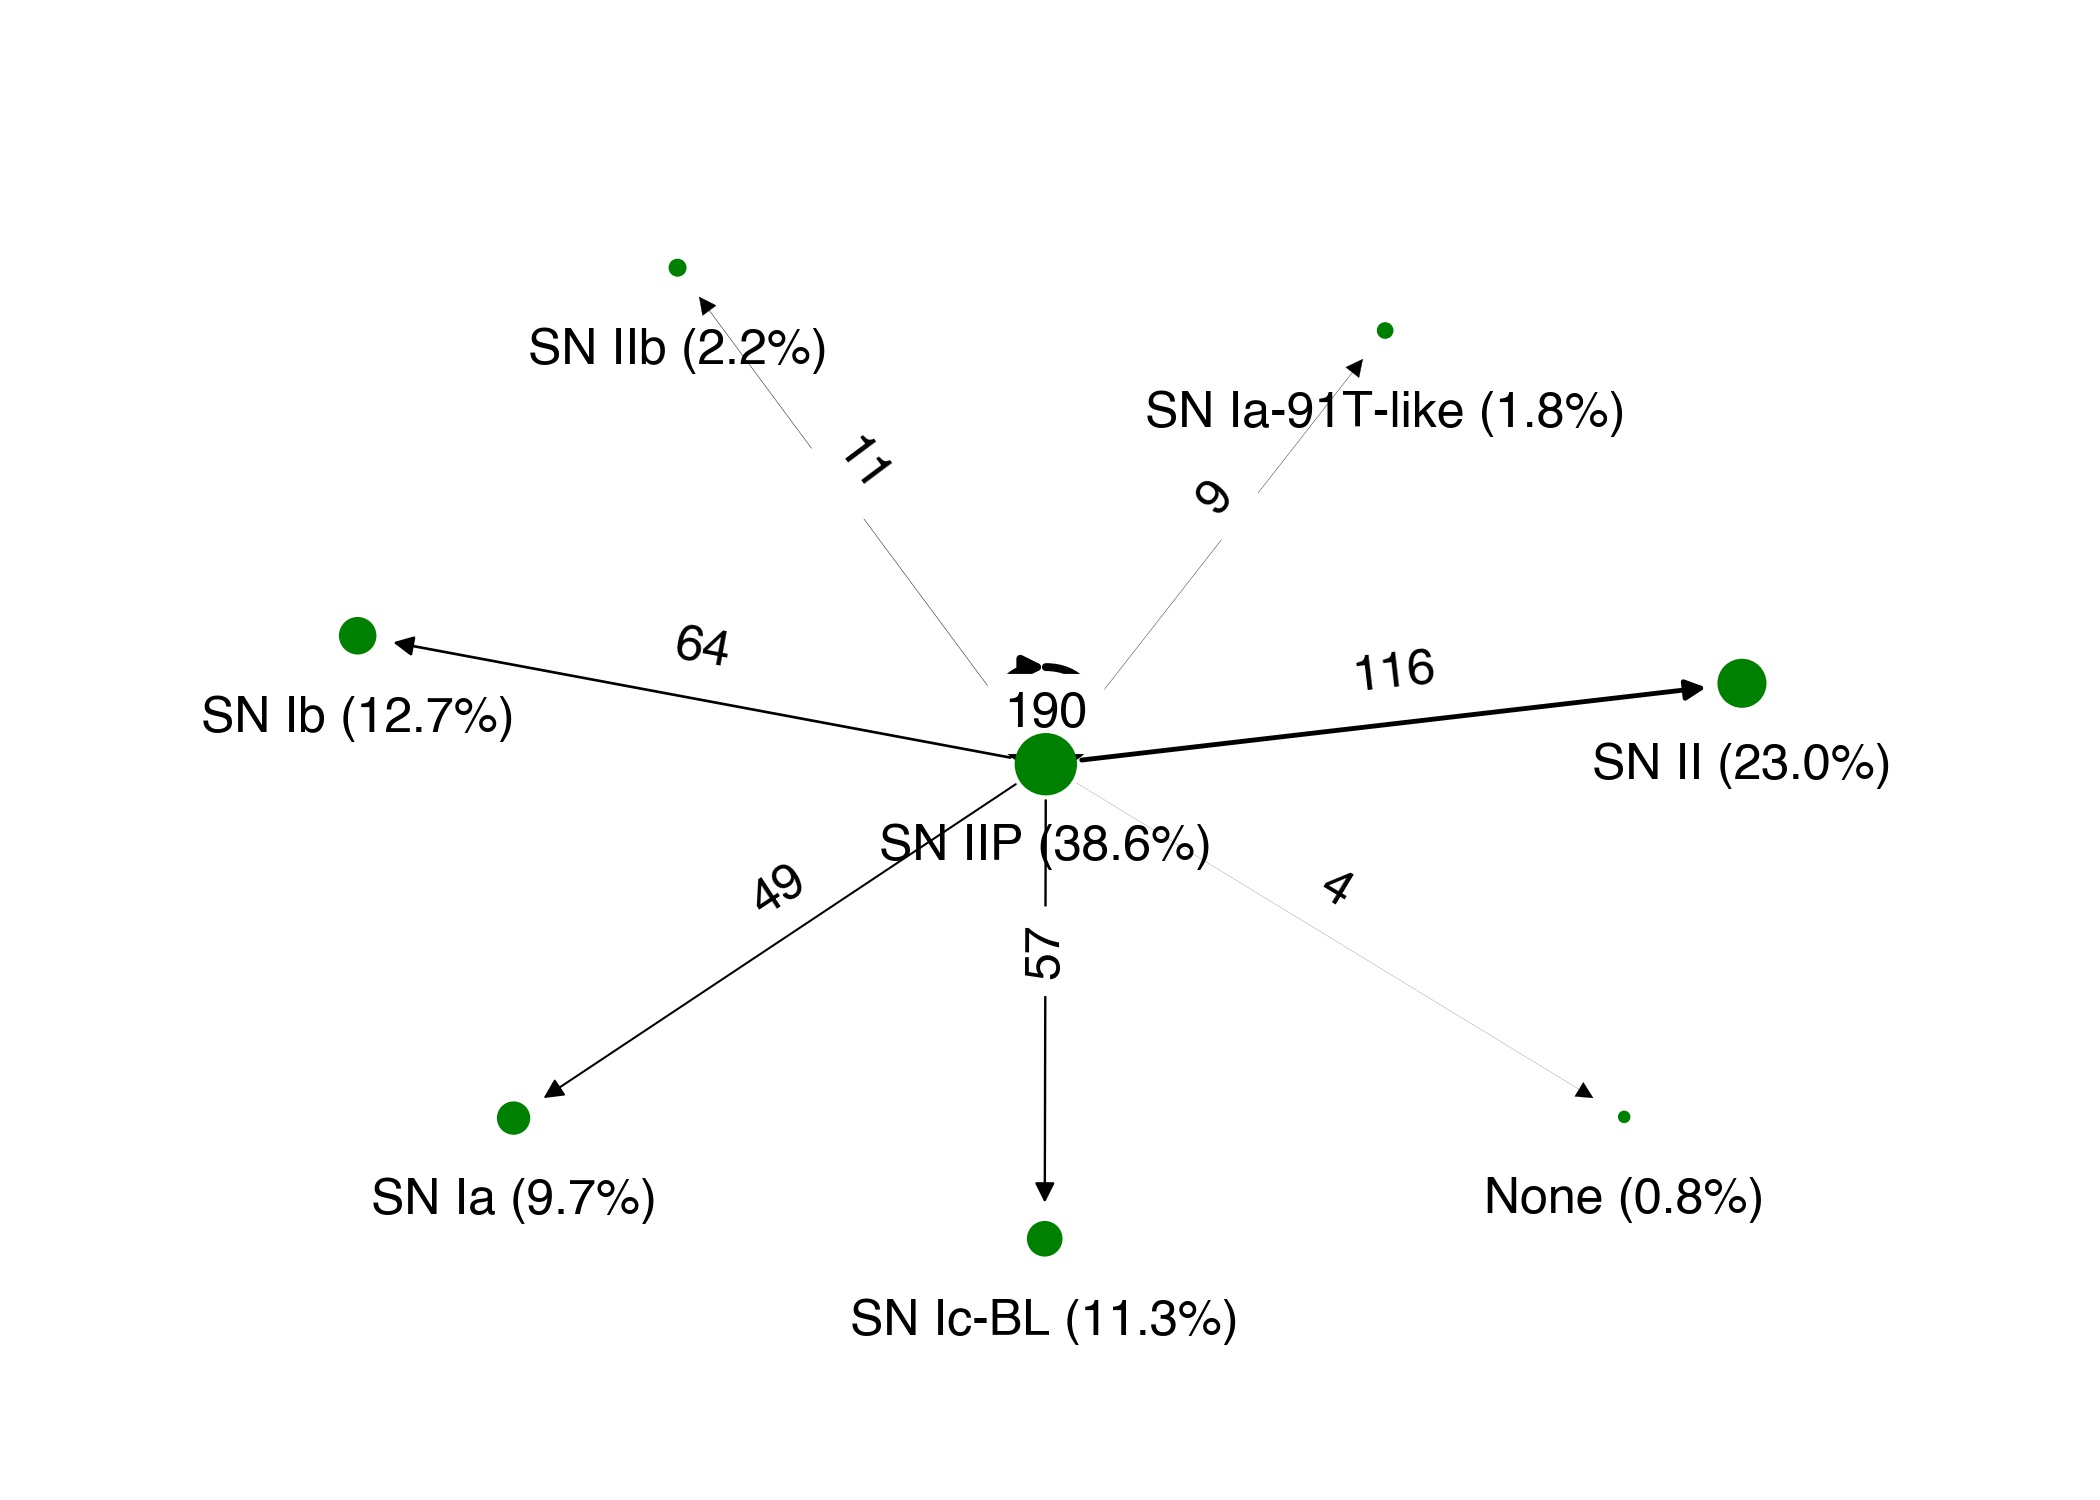 SN IIb (2.2%)
SN Ia-91T-like (1.8%)
11
9
64
116
190
SN Ib (12.7%)
SN II (23.0%)
SN IIP (38.6%)
49
4
57
SN Ia (9.7%)
None (0.8%)
SN Ic-BL (11.3%)